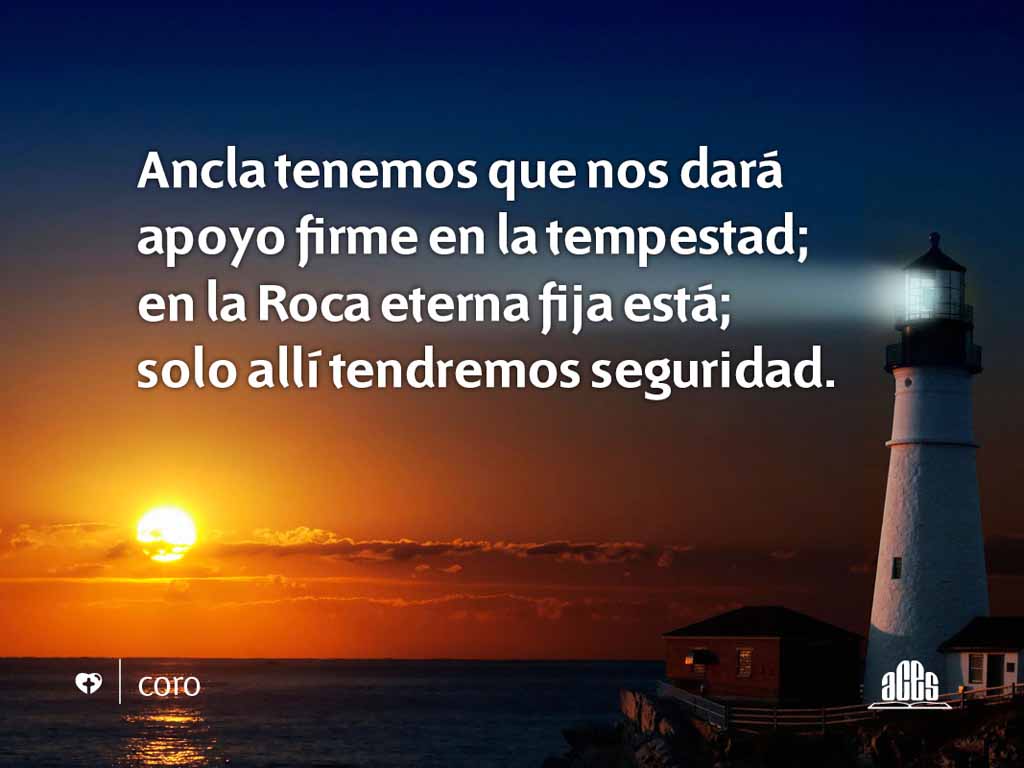 Ancla tenemos que nos dará
apoyo firme en la tempestad;
en la Roca eterna fija está;
solo allí tendremos seguridad.
coro
aces